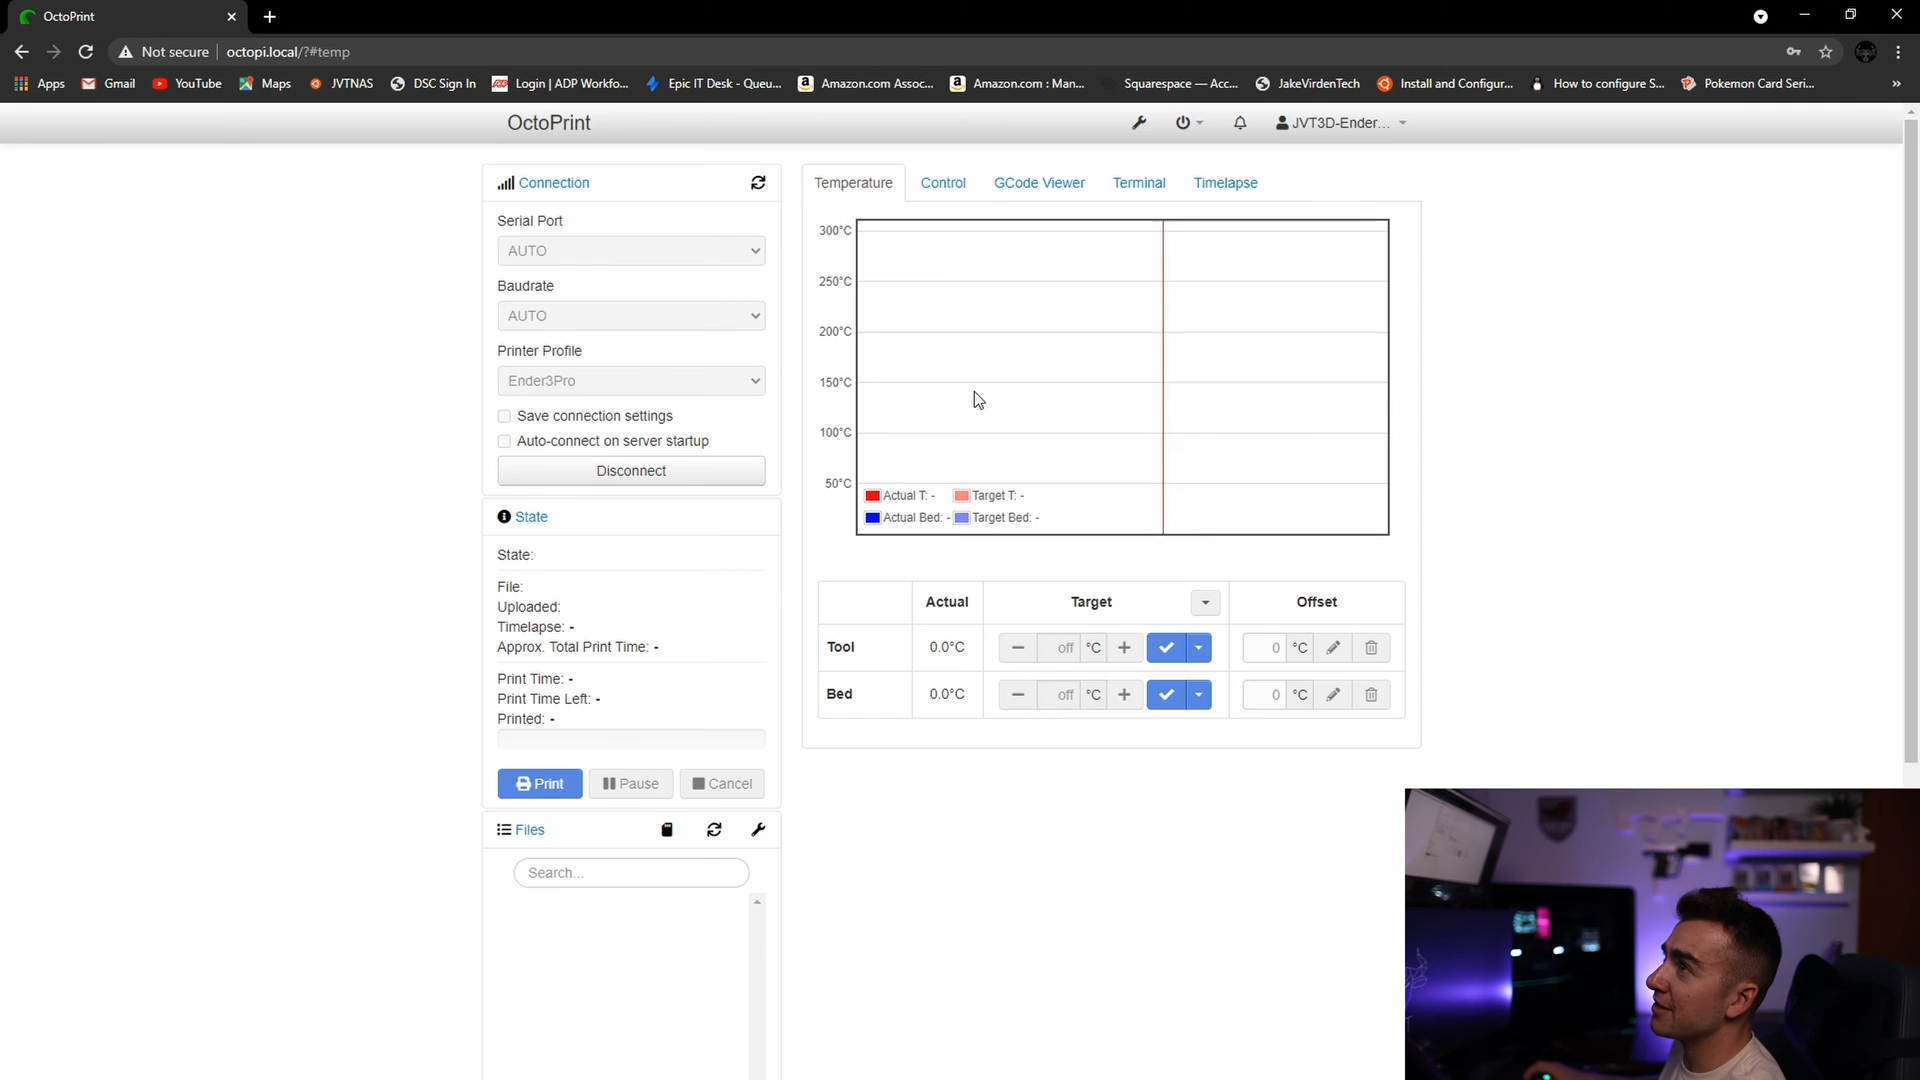 OctoPrint
Not secure
octopi.local/?#temp
Apps
Gmail
YouTube
Maps
JVTNAS
DSC Sign In
Login | ADP Workfo...
Epic IT Desk - Queu...
Amazon.com Assoc...
Amazon.com : Man...
Squarespace — Acc...
JakeVirdenTech
Install and Configur...
How to configure S...
Pokemon Card Seri...
»
OctoPrint
JVT3D-Ender...
Connection
Serial Port
AUTO
Baudrate
AUTO
Printer Profile
Ender3Pro
Save connection settings
Auto-connect on server startup
Disconnect
State
State:
File:
Uploaded:
Timelapse: -
Approx. Total Print Time: -
Print Time: -
Print Time Left: -
Printed: -
Print
Pause
Cancel
Files
Search...
Temperature
Control
GCode Viewer
Terminal
Timelapse
300°C
250°C
200°C
150°C
100°C
50°C
Actual T: -
Target T: -
Actual Bed: -
Target Bed: -
Actual
Target
Offset
Tool
0.0°C
off
°C
0
°C
Bed
0.0°C
off
°C
0
°C